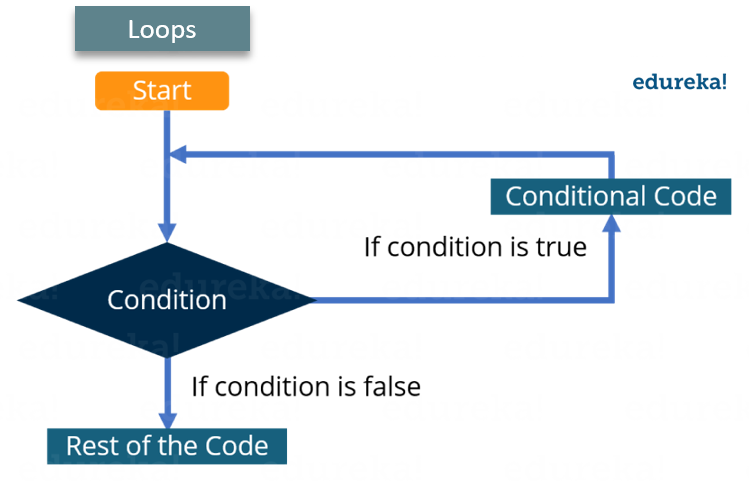 Loops
Start
edureka!
Conditional Code
If condition is true
Condition
If condition is false
Rest of the Code